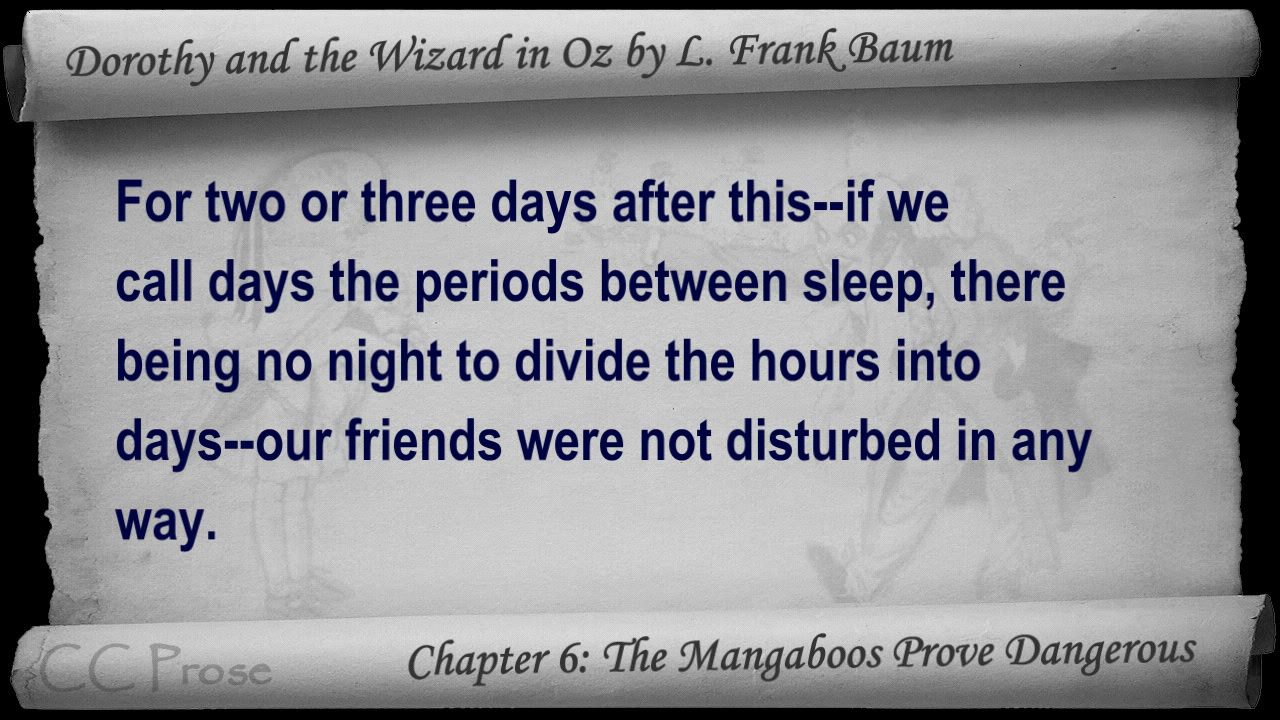 Dorothy and the Wizard in Oz by L. Frank Baum
For two or three days after this--if we
call days the periods between sleep, there
being no night to divide the hours into
days--our friends were not disturbed in any
way.
CC Prose
Chapter 6: The Mangaboos Prove Dangerous